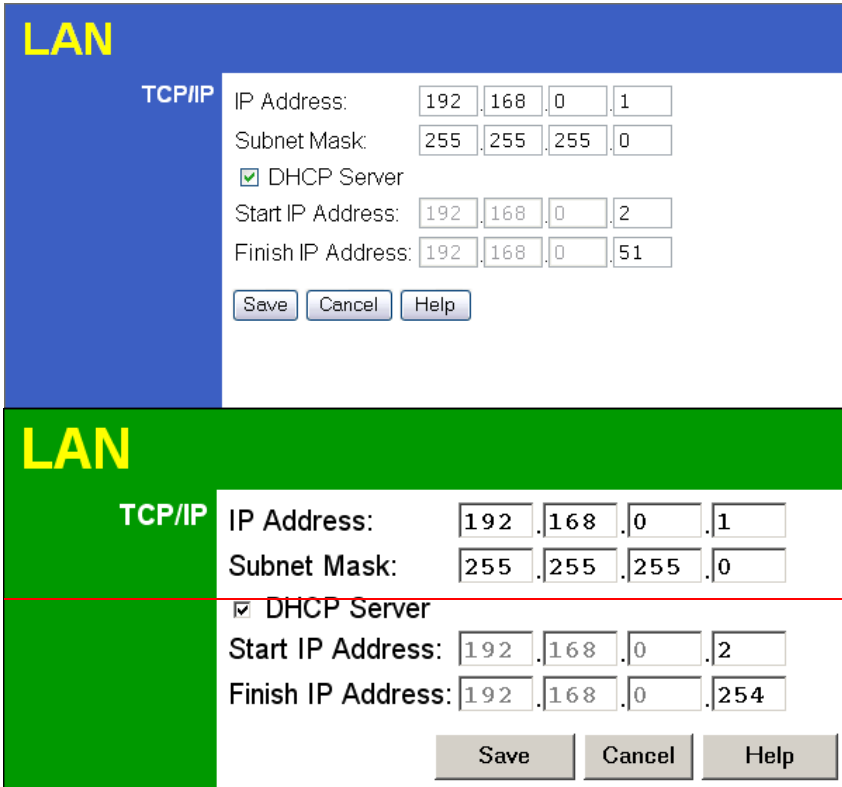 LAN
TCP/IP
IP Address: 192 . 168 . 0 . 1
Subnet Mask: 255 . 255 . 255 . 0
DHCP Server
Start IP Address: 192 . 168 . 0 . 2
Finish IP Address: 192 . 168 . 0 . 51
Save Cancel Help
LAN
TCP/IP
IP Address: 192 . 168 . 0 . 1
Subnet Mask: 255 . 255 . 255 . 0
DHCP Server
Start IP Address: 192 . 168 . 0 . 2
Finish IP Address: 192 . 168 . 0 . 254
Save Cancel Help